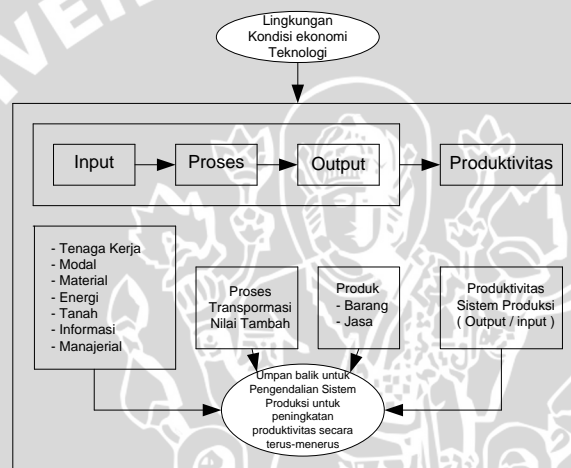 Lingkungan
Kondisi ekonomi
Teknologi
Input
Proses
Output
Produktivitas
- Tenaga Kerja
- Modal
- Material
- Energi
- Tanah
- Informasi
- Manajerial
Proses
Transpormasi
Nilai Tambah
Produk
- Barang
- Jasa
Produktivitas
Sistem Produksi
( Output / input )
Umpan balik untuk
Pengendalian Sistem
Produksi untuk
peningkatan
produktivitas secara
terus-menerus